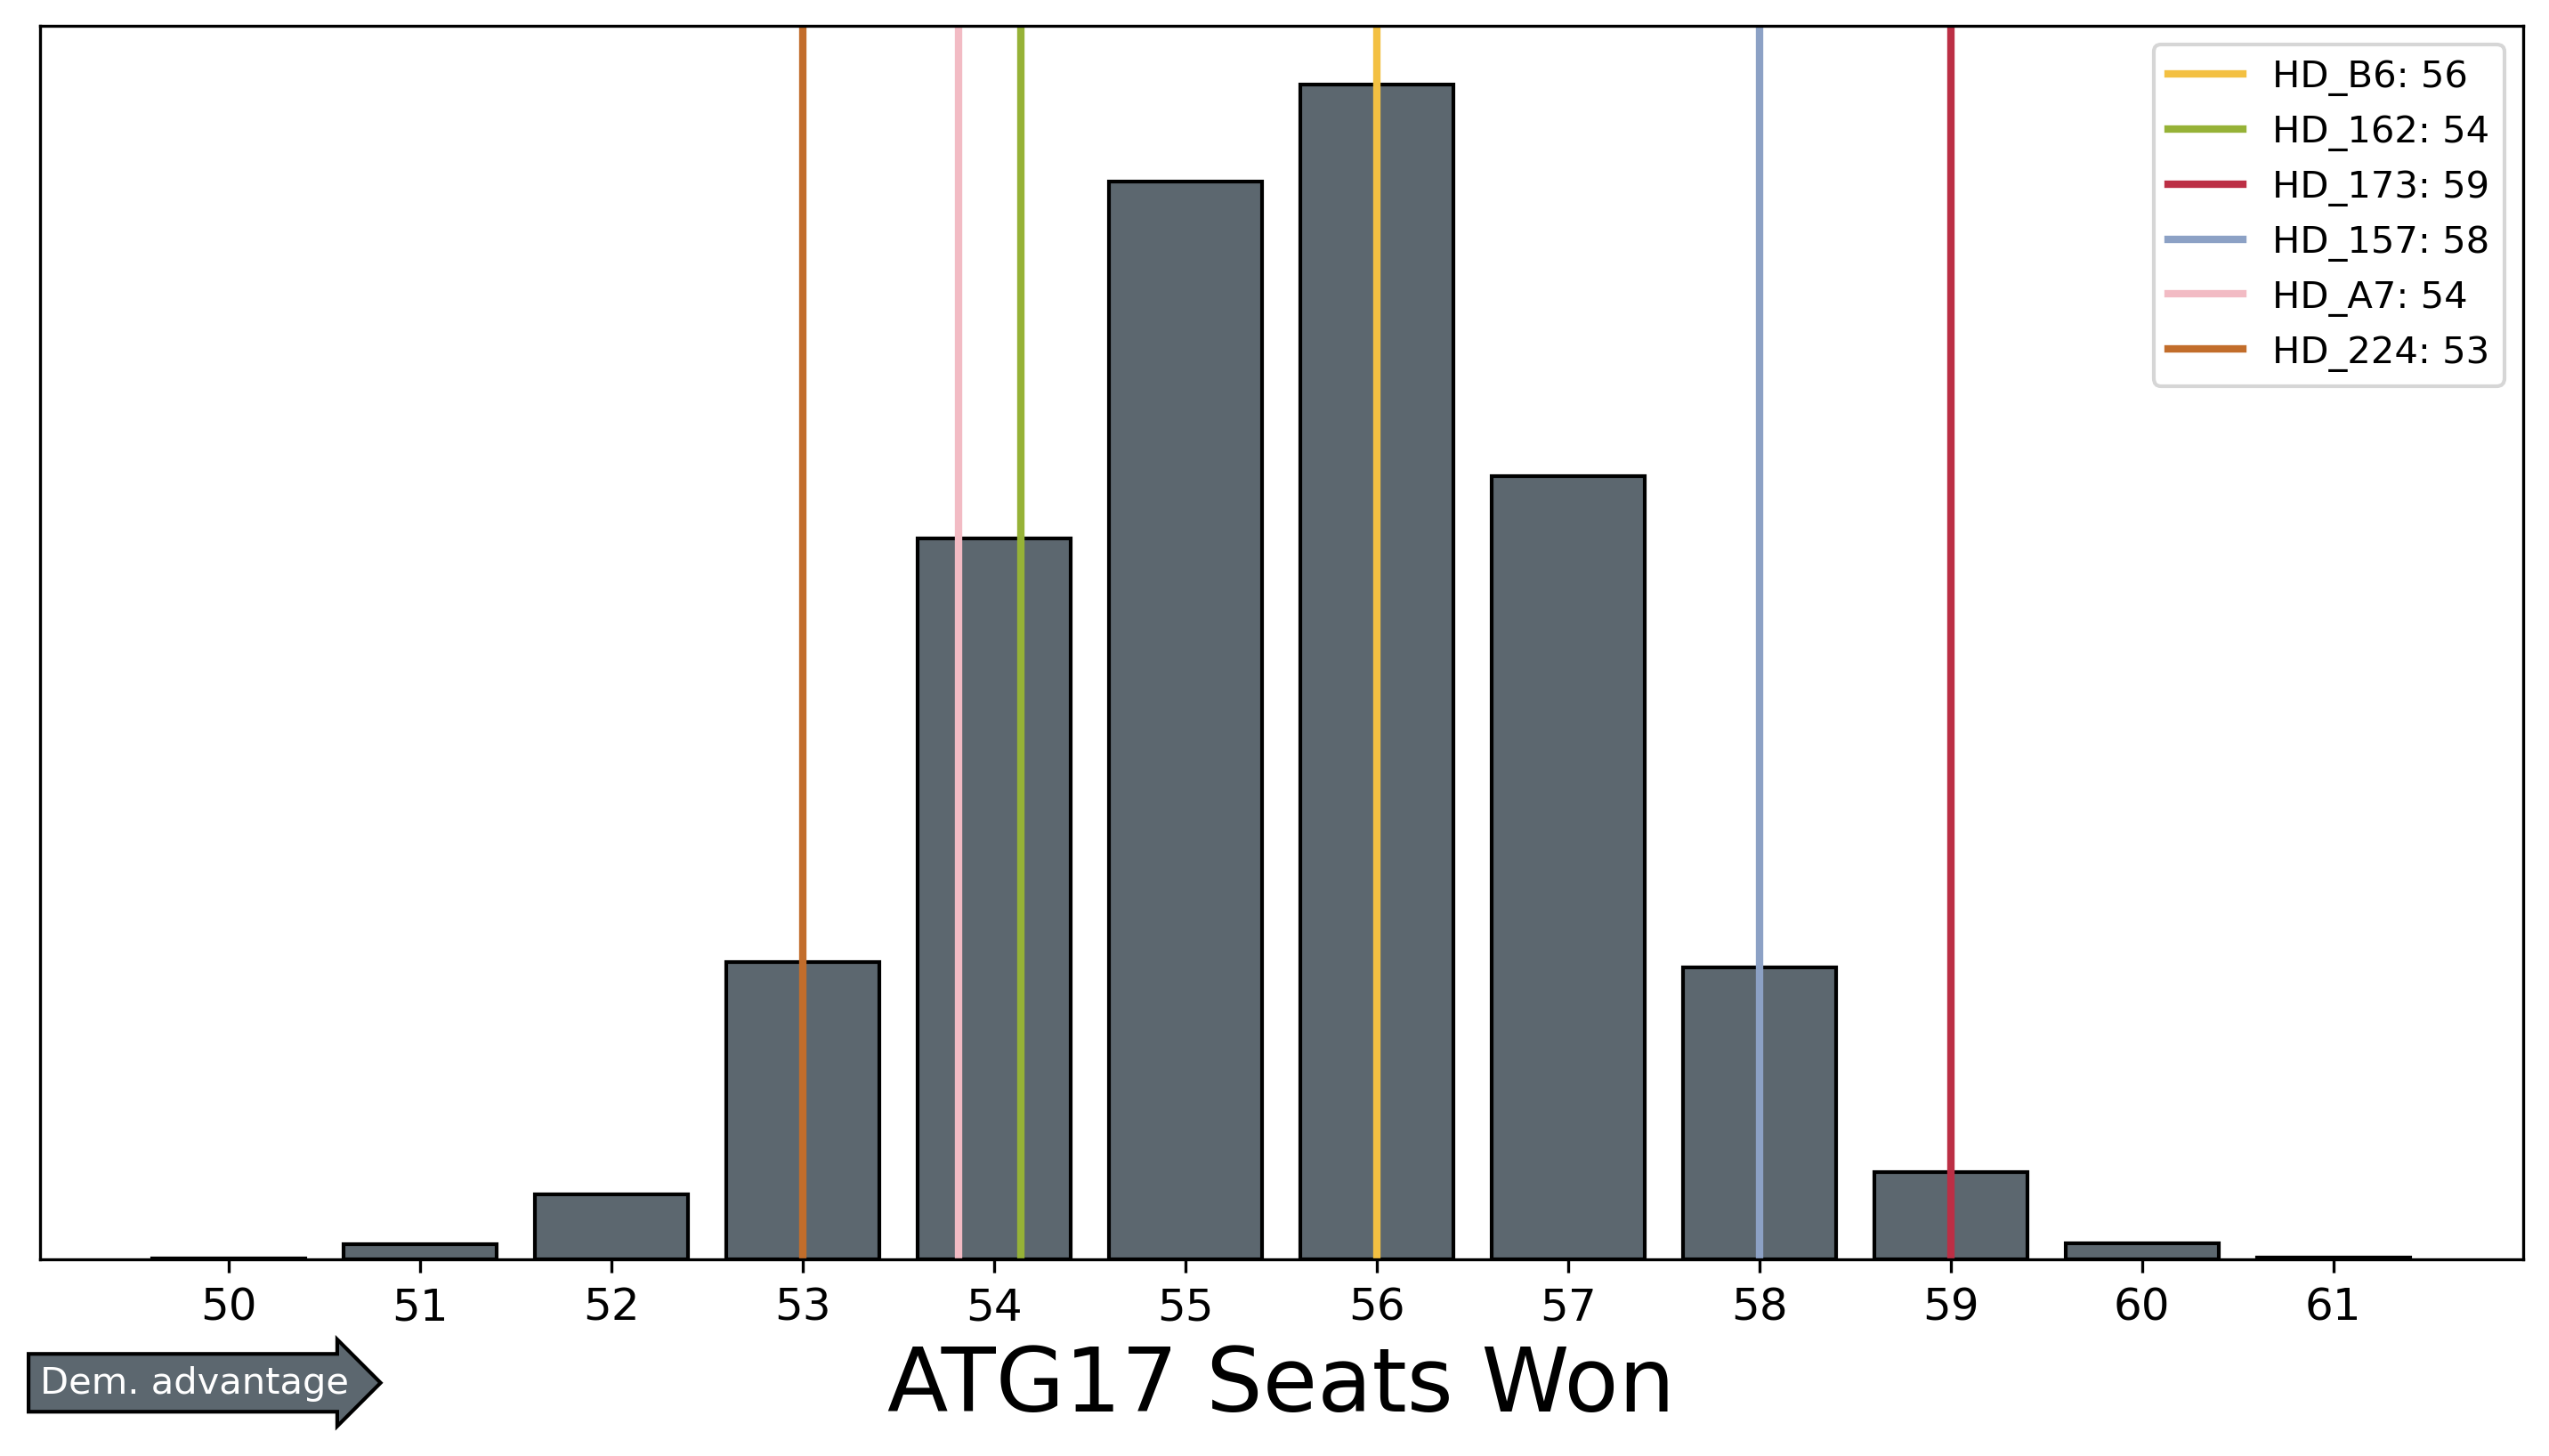 HD_B6: 56
HD_162: 54
HD_173: 59
HD_157: 58
HD_A7: 54
HD_224: 53
50 51 52 53 54 55 56 57 58 59 60 61
Dem. advantage
ATG17 Seats Won